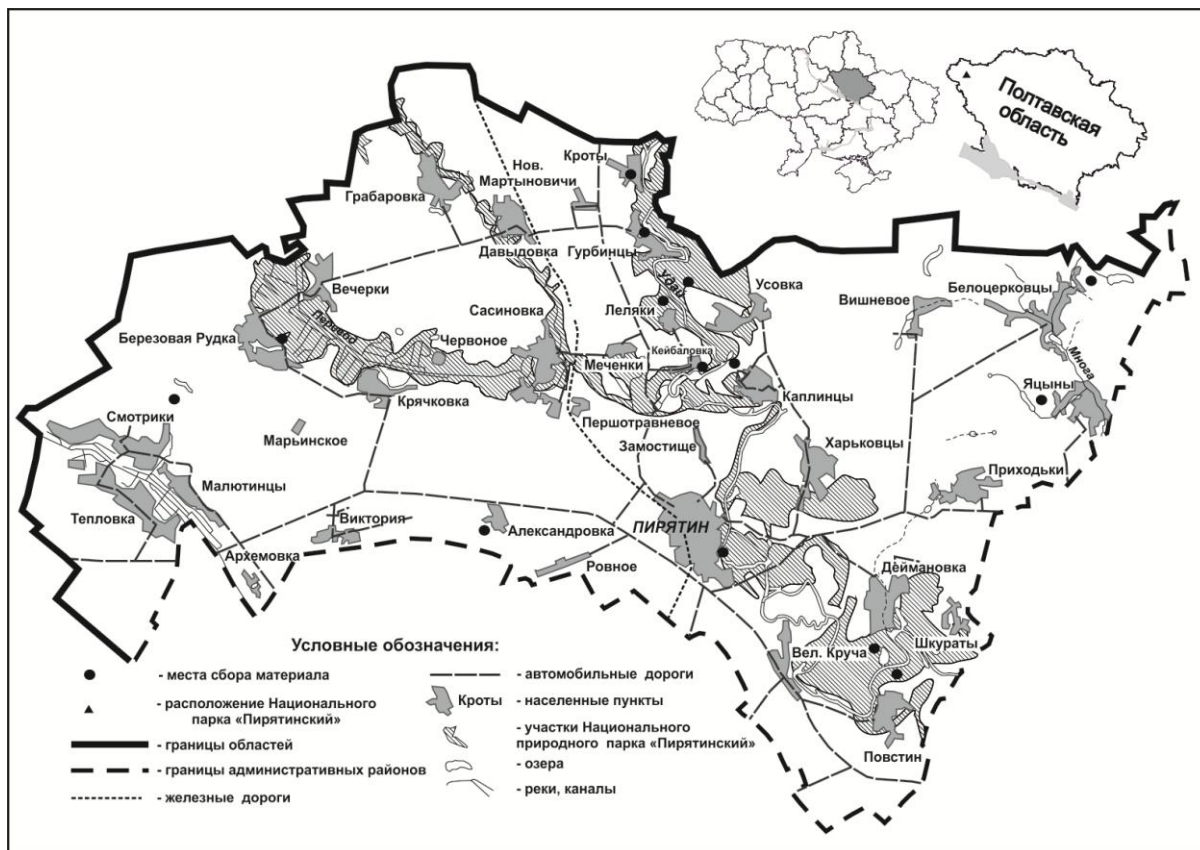 Полтавская
область
Кроты
Нов.
Мартыновичи
Грабаровка
Давыдовка
Гурбинцы
Удай
Усовка
Вишневое
Белоцерковцы
Вечерки
Перевод
Сасиновка
Леляки
Березовая Рудка
Червоное
Меченки
Кейбаловка
Многа
Яцыны
Крячковка
Каплинцы
Смотрики
Марьинское
Першотравневое
Замостище
Харьковцы
Приходьки
Малютинцы
Тепловка
Виктория
Александровка
ПИРЯТИН
Архемовка
Ровное
Деймановка
Вел. Круча
Шкураты
Повстин
Условные обозначения:
- места сбора материала
- расположение Национального
парка «Пирятинский»
- границы областей
- границы административных районов
- железные дороги
- автомобильные дороги
Кроты
- населенные пункты
- участки Национального
природного парка «Пирятинский»
- озера
- реки, каналы